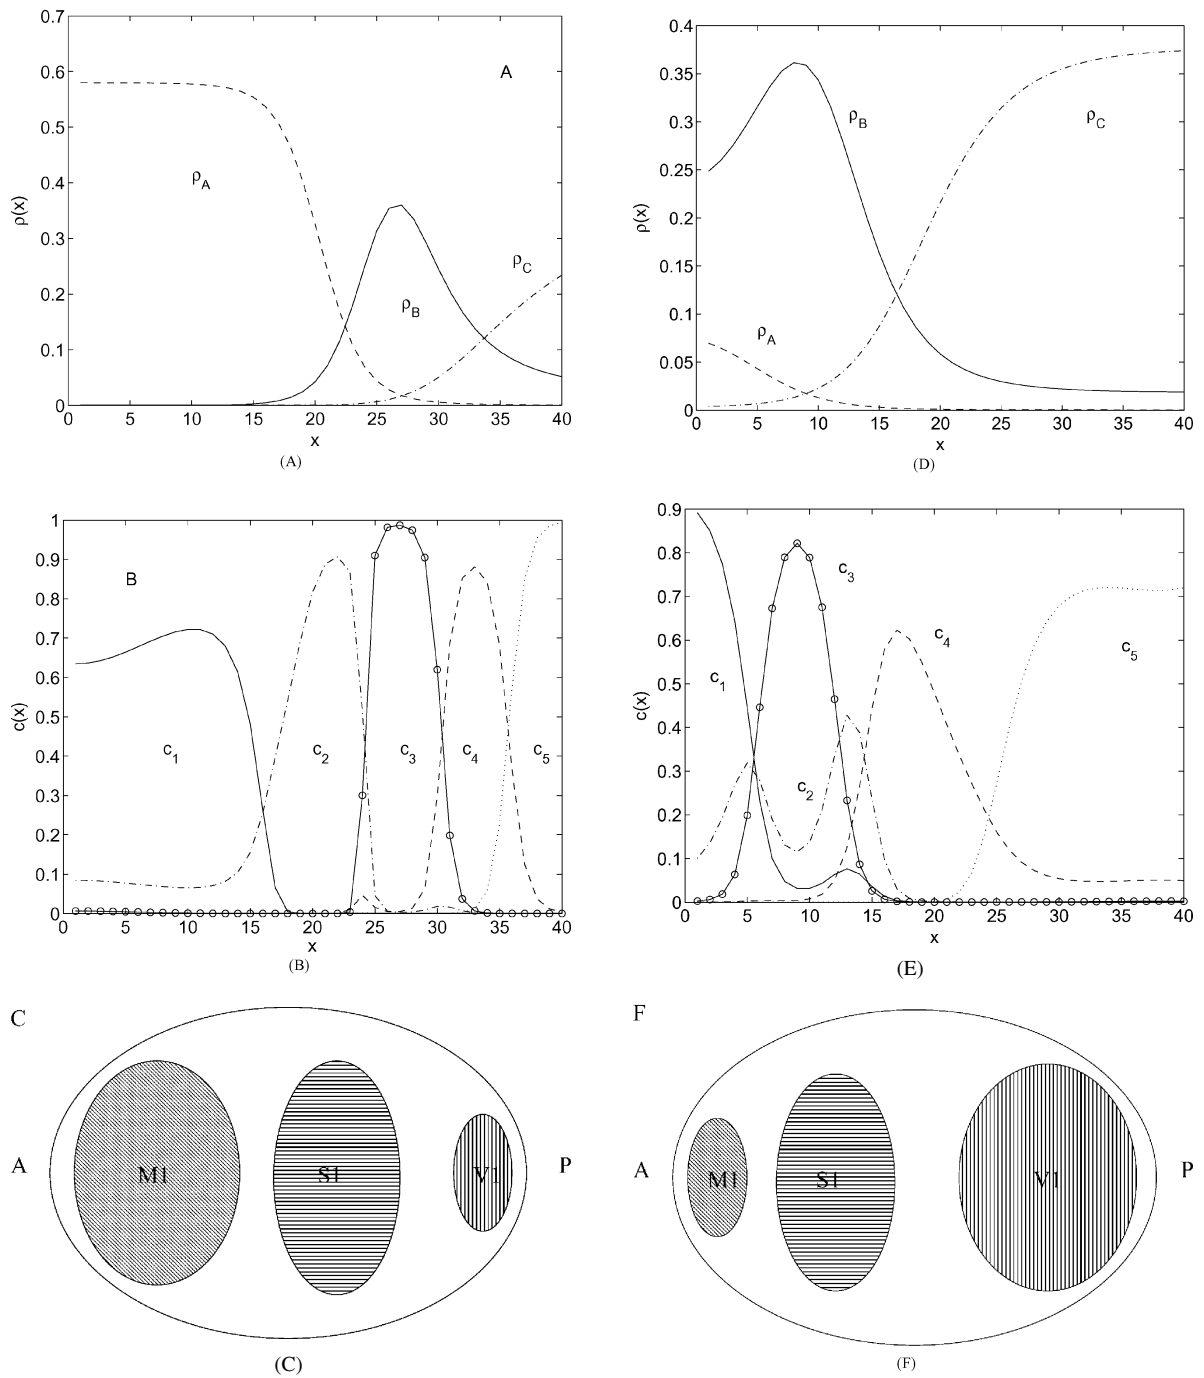 0.7
0.6
0.5
0.4
0.3
0.2
0.1
0
ρ(x)
A
ρA
ρB
ρC
0 5 10 15 20 25 30 35 40
x
(A)
0.4
0.35
0.3
0.25
0.2
0.15
0.1
0.05
0
ρ(x)
ρB
ρC
ρA
0 5 10 15 20 25 30 35 40
x
(D)
1
0.9
0.8
0.7
0.6
0.5
0.4
0.3
0.2
0.1
0
c(x)
B
c1 c2 c3 c4 c5
0 5 10 15 20 25 30 35 40
x
(B)
0.9
0.8
0.7
0.6
0.5
0.4
0.3
0.2
0.1
0
c(x)
c3
c4
c5
c1
c2
0 5 10 15 20 25 30 35 40
x
(E)
C
A M1 S1 V1 P
(C)
F
A M1 S1 V1 P
(F)